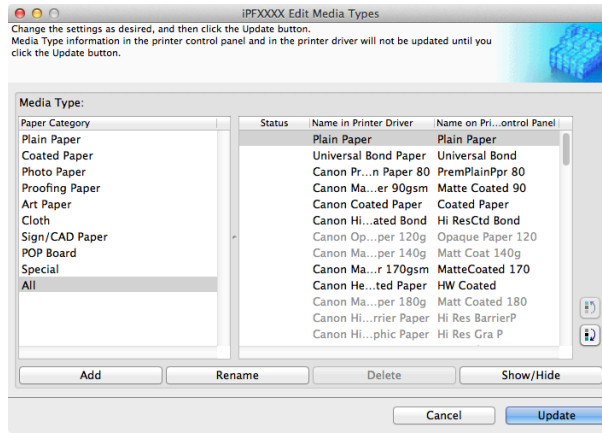 iPFXXXX Edit Media Types
Change the settings as desired, and then click the Update button.
Media Type information in the printer control panel and in the printer driver will not be updated until you
click the Update button.
Media Type:
Paper Category
Plain Paper
Coated Paper
Photo Paper
Proofing Paper
Art Paper
Cloth
Sign/CAD Paper
POP Board
Special
All
Status Name in Printer Driver Name on Pri...ontrol Panel
Plain Paper Plain Paper
Universal Bond Paper Universal Bond
Canon Pr...n Paper 80 PremPlainPpr 80
Canon Ma...er 90gsm Matte Coated 90
Canon Coated Paper Coated Paper
Canon Hi...ated Bond Hi ResCtd Bond
Canon Op...per 120g Opaque Paper 120
Canon Ma...per 140g Matt Coat 140g
Canon Ma...r 170gsm MatteCoated 170
Canon He...ted Paper HW Coated
Canon Ma...per 180g Matt Coated 180
Canon Hi...rrier Paper Hi Res BarrierP
Canon Hi...phic Paper Hi Res Gra P
Add Rename Delete Show/Hide
Cancel Update